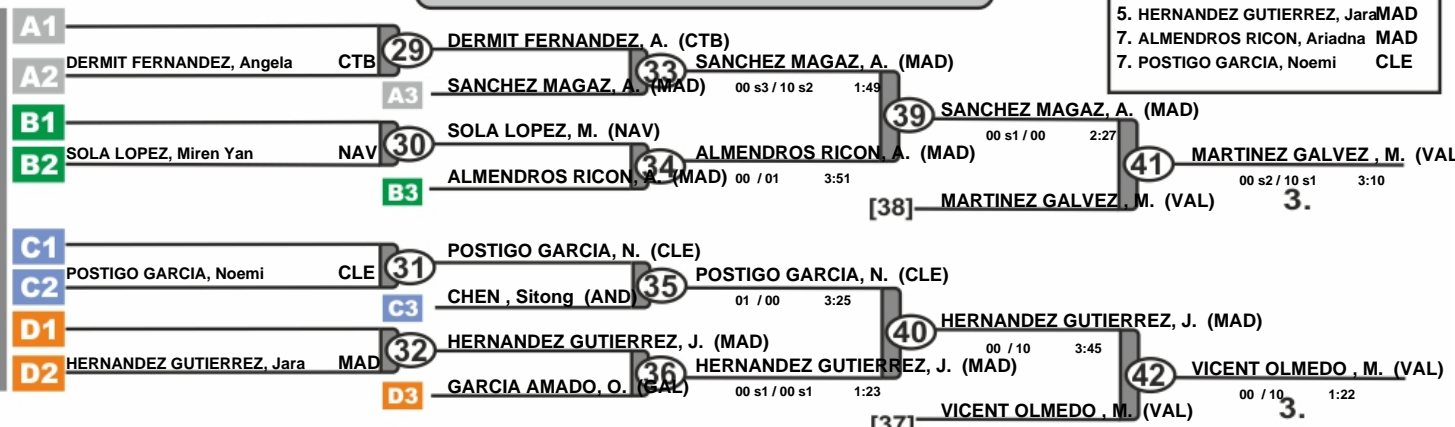 5. HERNANDEZ GUTIERREZ, Jara MAD
7. ALMENDROS RICON, Ariadna MAD
7. POSTIGO GARCIA, Noemi CLE
A1
A2 DERMIT FERNANDEZ, Angela CTB
29
DERMIT FERNANDEZ, A. (CTB)
A3 SANCHEZ MAGAZ, A. (MAD)
33
SANCHEZ MAGAZ, A. (MAD)
00 s3 / 10 s2 1:49
B1
B2 SOLA LOPEZ, Miren Yan NAV
30
SOLA LOPEZ, M. (NAV)
B3 ALMENDROS RICON, A. (MAD)
34
ALMENDROS RICON, A. (MAD)
00 / 01 3:51
39
SANCHEZ MAGAZ, A. (MAD)
00 s1 / 00 2:27
[38] MARTINEZ GALVEZ , M. (VAL)
41
MARTINEZ GALVEZ , M. (VAL
00 s2 / 10 s1 3:10
3.
C1
C2 POSTIGO GARCIA, Noemi CLE
31
POSTIGO GARCIA, N. (CLE)
C3 CHEN , Sitong (AND)
35
POSTIGO GARCIA, N. (CLE)
01 / 00 3:25
D1
D2 HERNANDEZ GUTIERREZ, Jara MAD
32
HERNANDEZ GUTIERREZ, J. (MAD)
D3 GARCIA AMADO, O. (GAL)
36
HERNANDEZ GUTIERREZ, J. (MAD)
00 s1 / 00 s1 1:23
40
HERNANDEZ GUTIERREZ, J. (MAD)
00 / 10 3:45
[37] VICENT OLMEDO , M. (VAL)
42
VICENT OLMEDO , M. (VAL)
00 / 10 1:22
3.